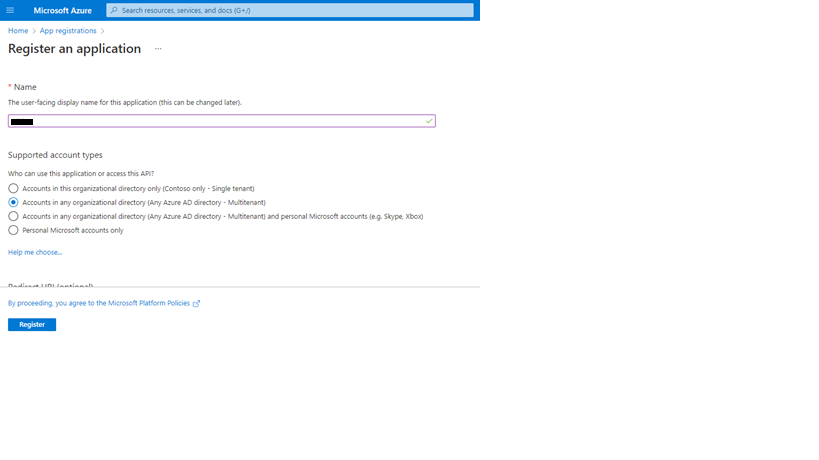 Microsoft Azure
Search resources, services, and docs (G+/)
Home > App registrations >
Register an application ...
* Name
The user-facing display name for this application (this can be changed later).
Supported account types
Who can use this application or access this API?
Accounts in this organizational directory only (Contoso only - Single tenant)
Accounts in any organizational directory (Any Azure AD directory - Multitenant)
Accounts in any organizational directory (Any Azure AD directory - Multitenant) and personal Microsoft accounts (e.g. Skype, Xbox)
Personal Microsoft accounts only
Help me choose...
Redirect URI (optional)
By proceeding, you agree to the Microsoft Platform Policies
Register